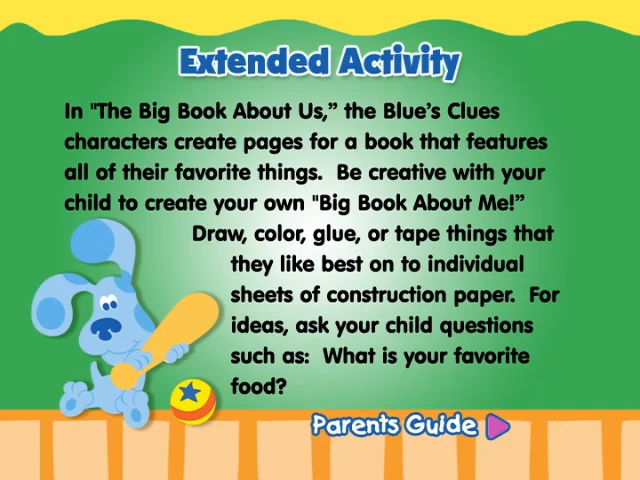 Extended Activity
In "The Big Book About Us,” the Blue’s Clues
characters create pages for a book that features
all of their favorite things.  Be creative with your
child to create your own "Big Book About Me!”
Draw, color, glue, or tape things that
they like best on to individual
sheets of construction paper.  For
ideas, ask your child questions
such as:  What is your favorite
food?
Parents Guide